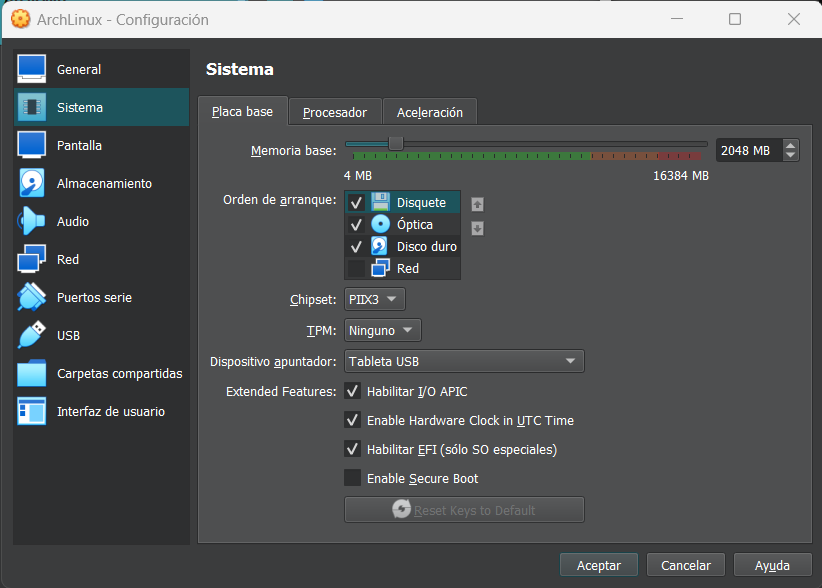 ArchLinux - Configuración
General
Sistema
Pantalla
Almacenamiento
Audio
Red
Puertos serie
USB
Carpetas compartidas
Interfaz de usuario
Sistema
Placa base Procesador Aceleración
Memoria base: 2048 MB
4 MB 16384 MB
Orden de arranque: Disquete
Óptica
Disco duro
Red
Chipset: PIIX3
TPM: Ninguno
Dispositivo apuntador: Tableta USB
Extended Features: Habilitar I/O APIC
Enable Hardware Clock in UTC Time
Habilitar EFI (sólo SO especiales)
Enable Secure Boot
Reset Keys to Default
Aceptar Cancelar Ayuda